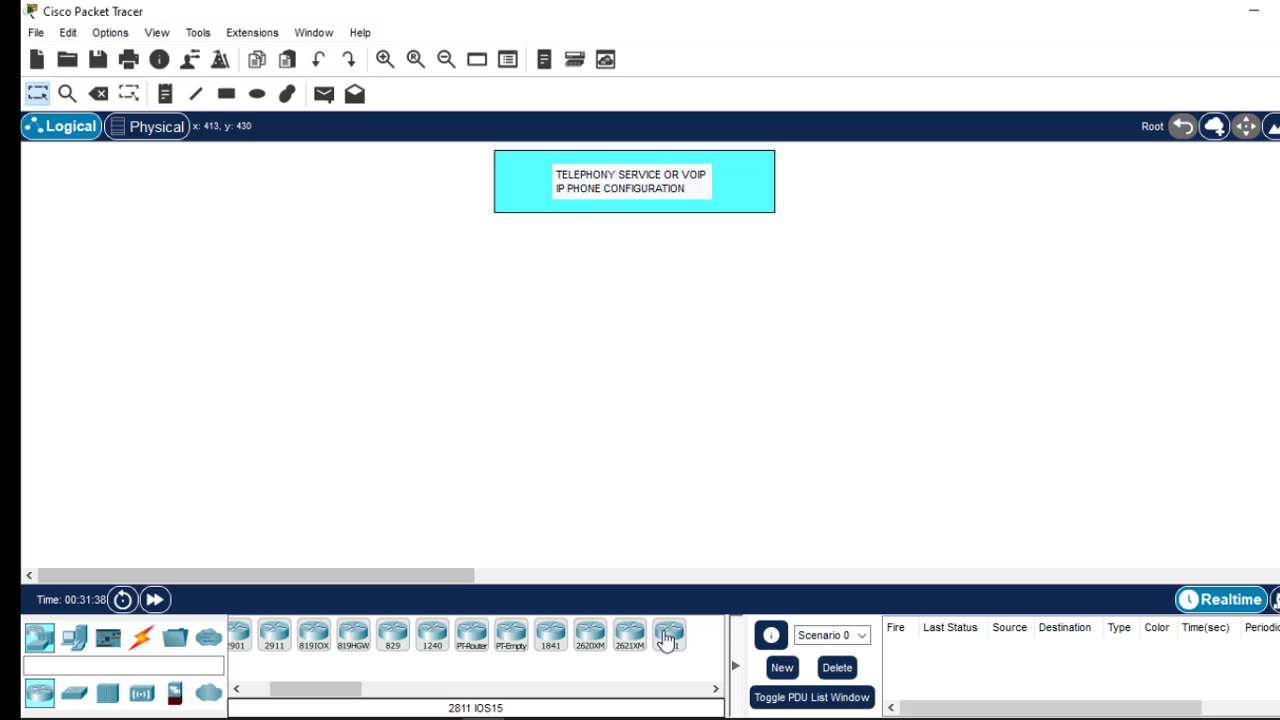 Cisco Packet Tracer
File Edit Options View Tools Extensions Window Help
Logical Physical x: 413, y: 430 Root
TELEPHONY SERVICE OR VOIP
IP PHONE CONFIGURATION
Time: 00:31:38 Realtime
2901 2911 819IOX 819HGW 829 1240 PT-Router PT-Empty 1841 2620XM 2621XM
2811 IOS15
Scenario 0
New Delete
Toggle PDU List Window
Fire Last Status Source Destination Type Color Time(sec)